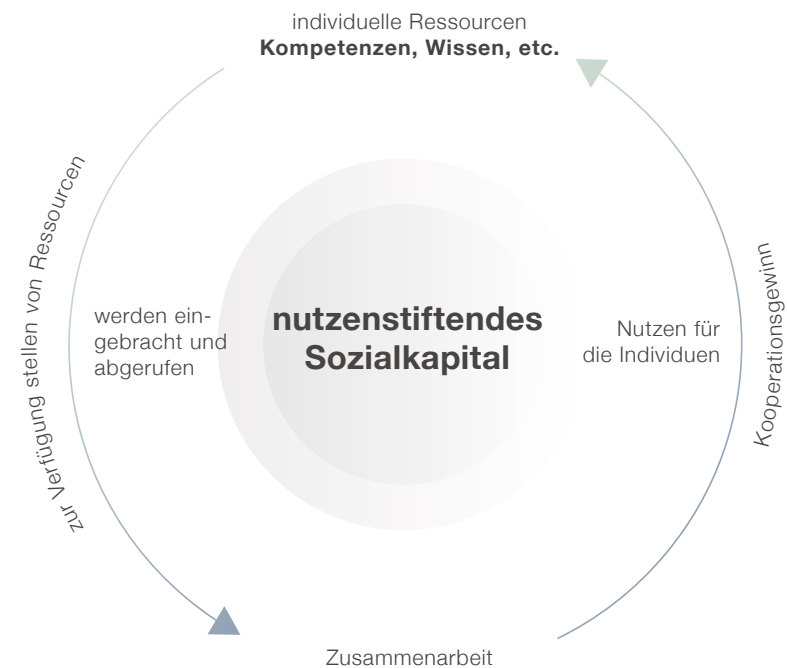 individuelle Ressourcen
Kompetenzen, Wissen, etc.
zur Verfügung stellen von Ressourcen
werden ein-
gebracht und
abgerufen
nutzenstiftendes
Sozialkapital
Nutzen für
die Individuen
Kooperationsgewinn
Zusammenarbeit